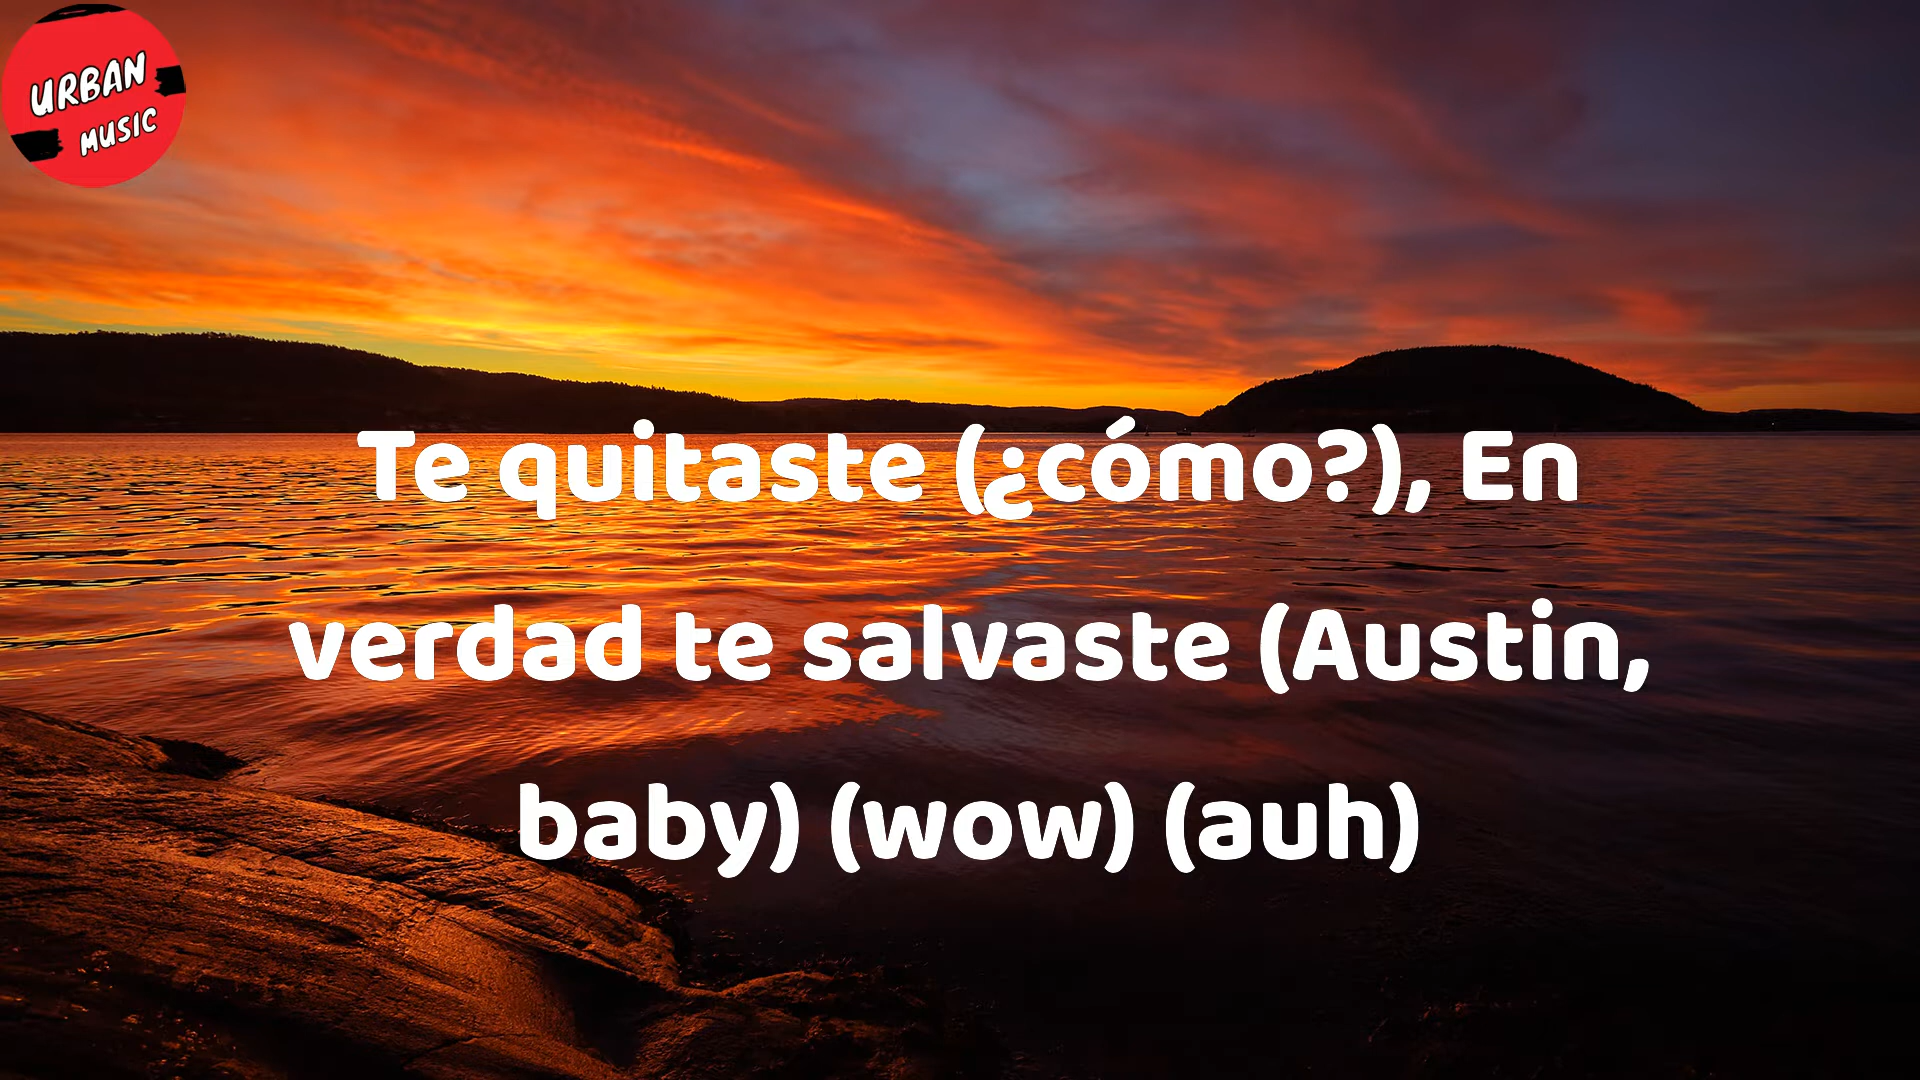 URBAN
MUSIC
Te quitaste (¿cómo?), En
verdad te salvaste (Austin,
baby) (wow) (auh)